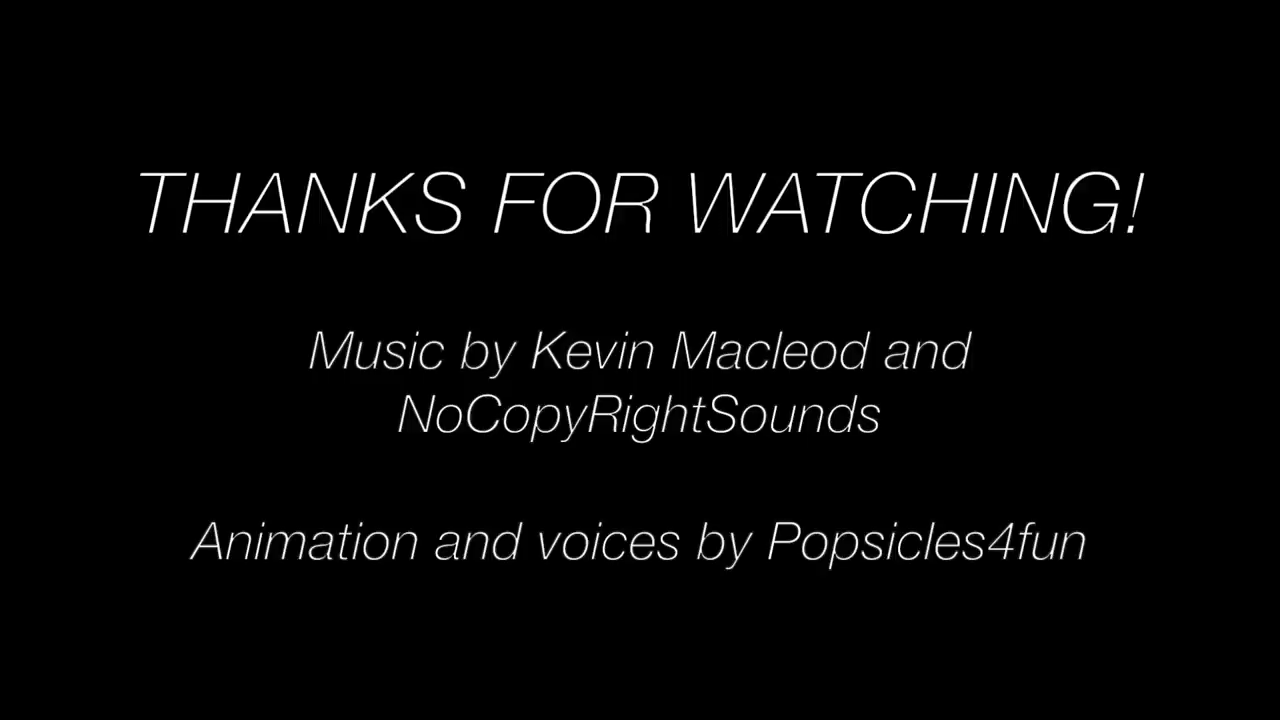 THANKS FOR WATCHING!
Music by Kevin Macleod and
NoCopyRightSounds
Animation and voices by Popsicles4fun